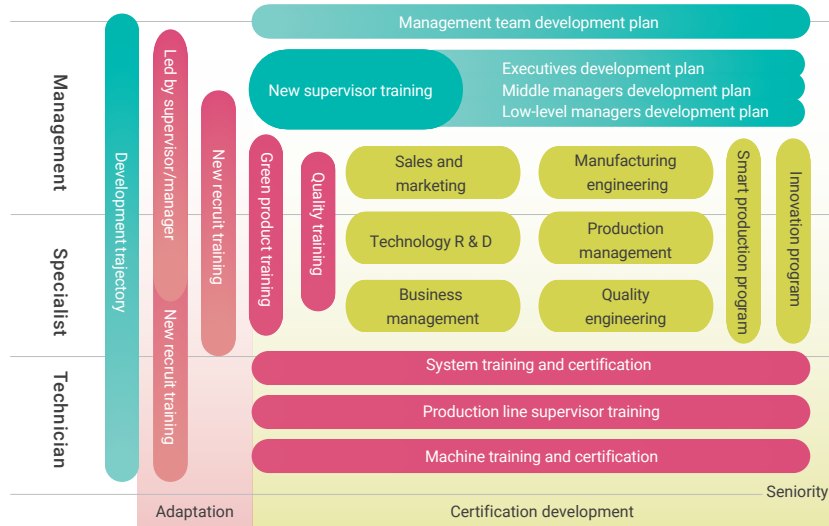 Management team development plan
Management
Specialist
Technician
Development trajectory
Led by supervisor/manager
New recruit training
New recruit training
New supervisor training
Executives development plan
Middle managers development plan
Low-level managers development plan
Green product training
Quality training
Sales and
marketing
Manufacturing
engineering
Technology R & D
Production
management
Business
management
Quality
engineering
Smart production program
Innovation program
System training and certification
Production line supervisor training
Machine training and certification
Seniority
Adaptation
Certification development